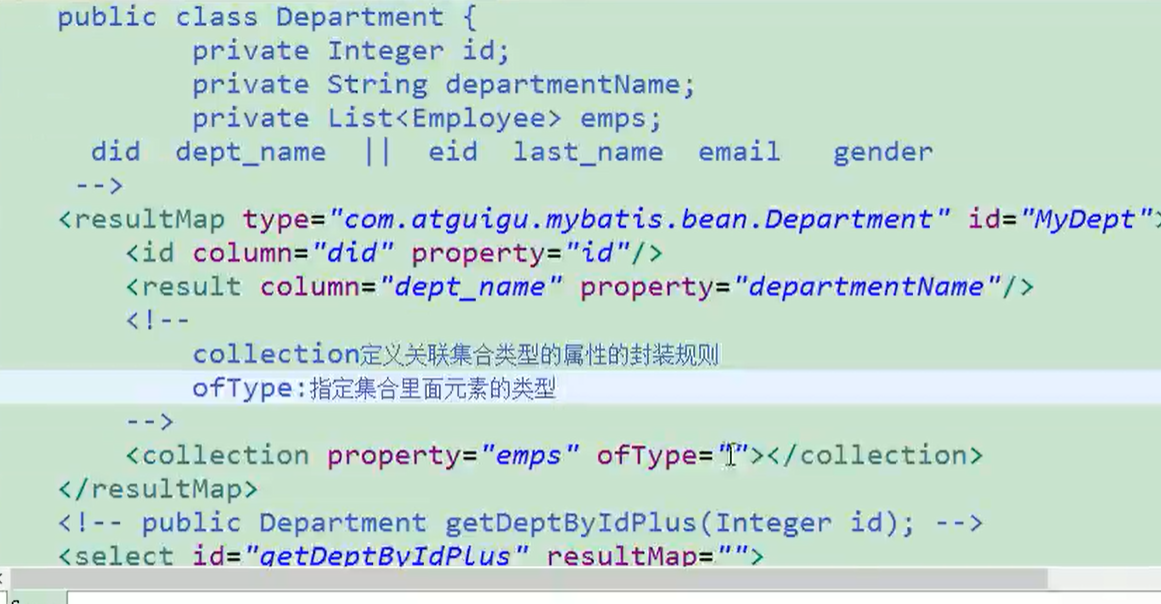 public class Department {
private Integer id;
private String departmentName;
private List<Employee> emps;
did dept_name || eid last_name email gender
-->
<resultMap type="com.atguigu.mybatis.bean.Department" id="MyDept">
<id column="did" property="id"/>
<result column="dept_name" property="departmentName"/>
<!--
collection定义关联集合类型的属性的封装规则
ofType:指定集合里面元素的类型
-->
<collection property="emps" ofType=""></collection>
</resultMap>
<!-- public Department getDeptByIdPlus(Integer id); -->
<select id="getDeptByIdPlus" resultMap="">